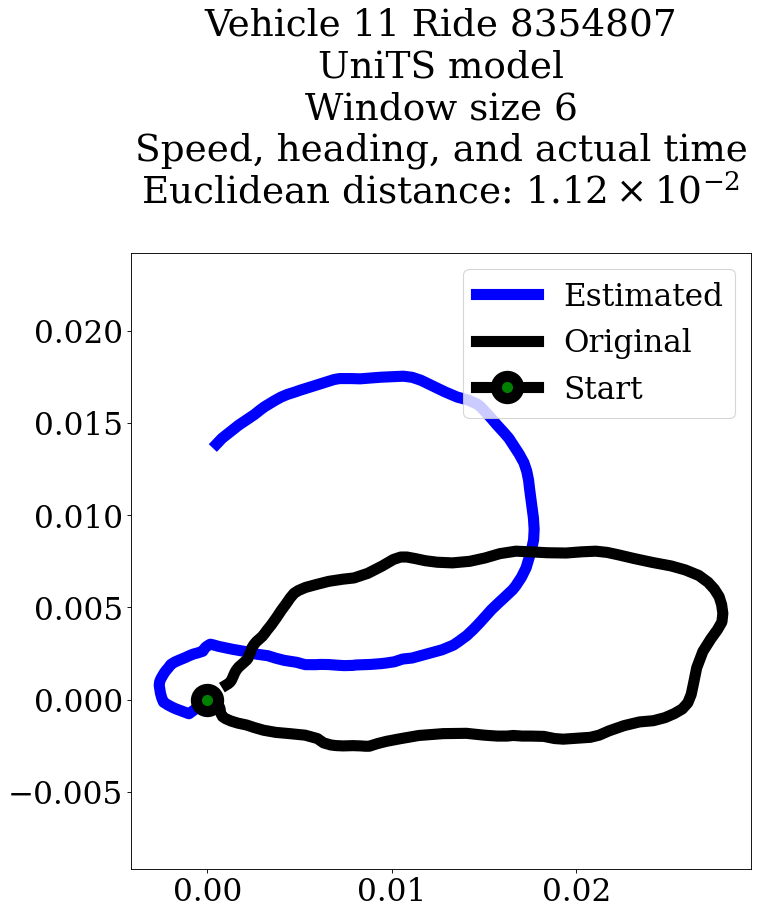 Vehicle 11 Ride 8354807
UniTS model
Window size 6
Speed, heading, and actual time
Euclidean distance: 1.12 × 10⁻²
Estimated
Original
Start
0.020
0.015
0.010
0.005
0.000
−0.005
0.00 0.01 0.02